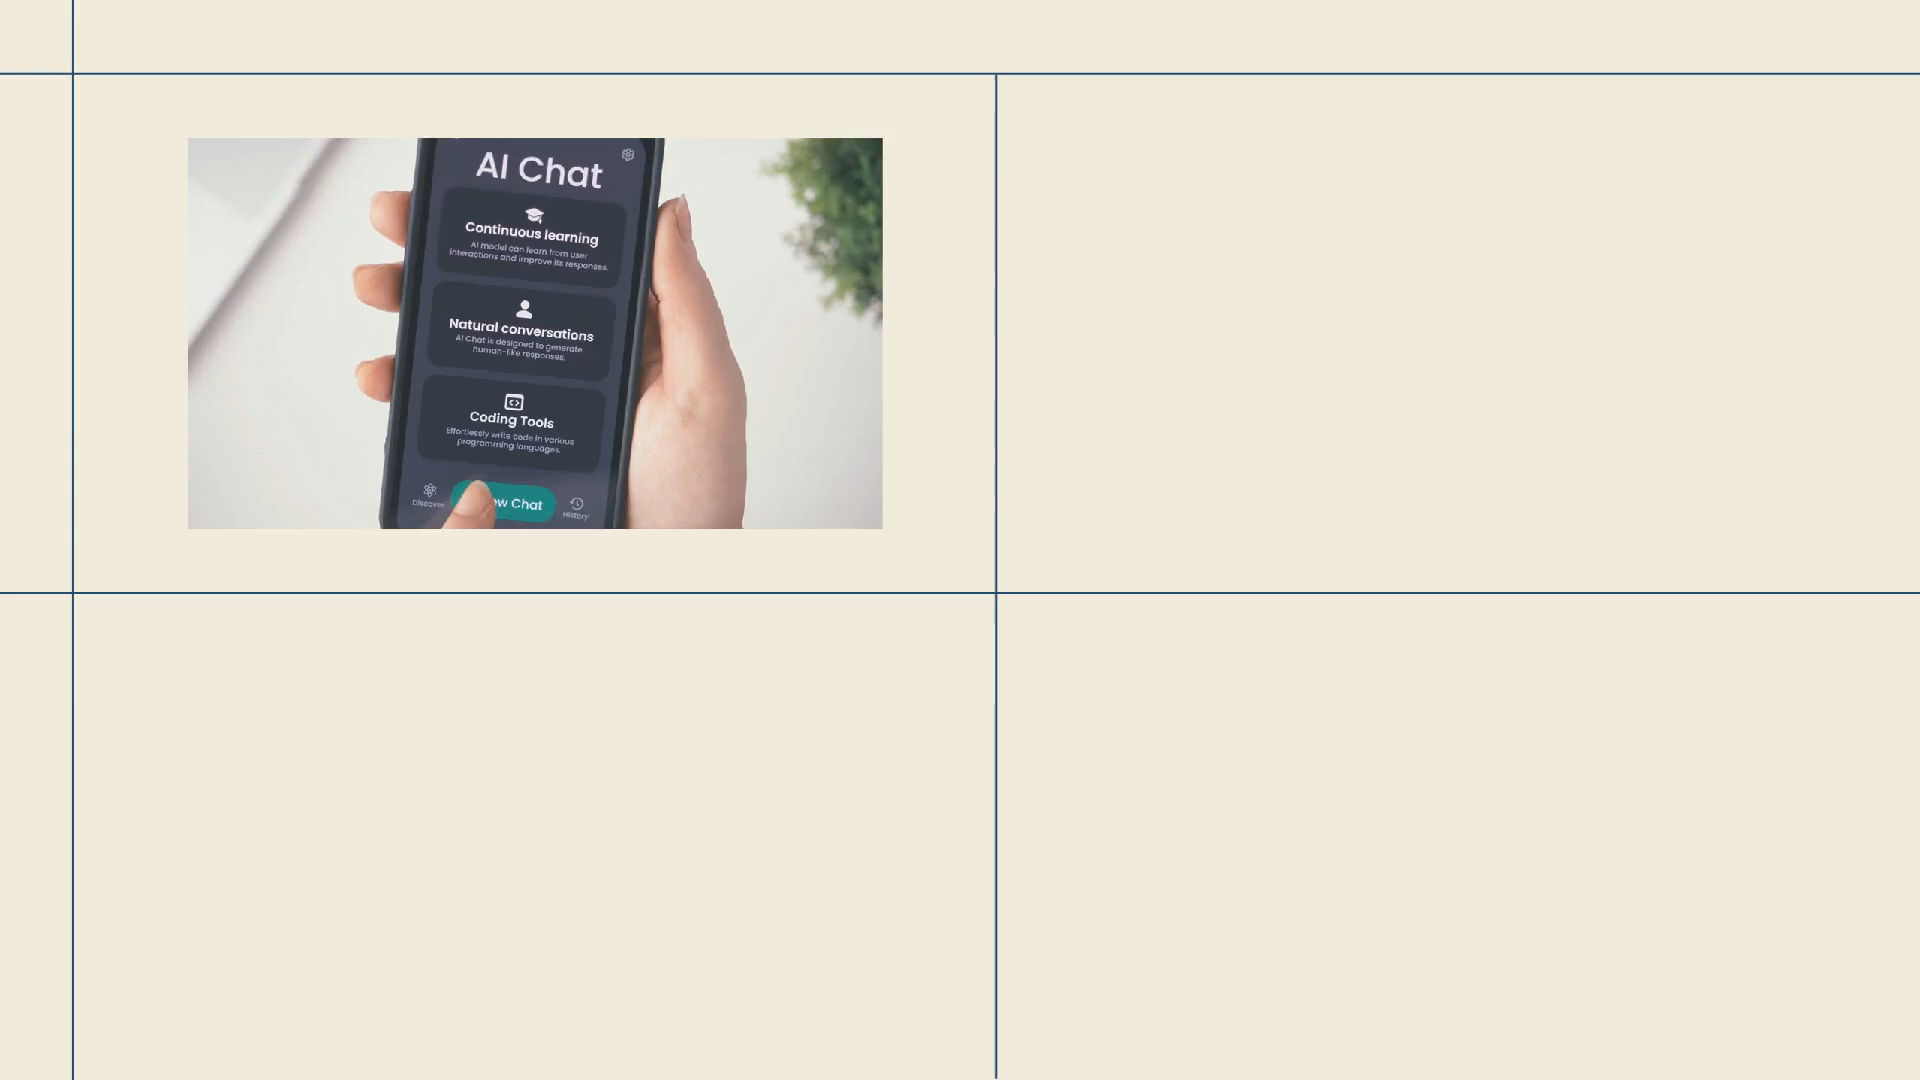 AI Chat
Continuous learning
AI model can learn from user
interactions and improve its responses.
Natural conversations
AI Chat is designed to generate
human-like responses.
Coding Tools
Effortlessly write code in various
programming languages.
Discover
Chat
History